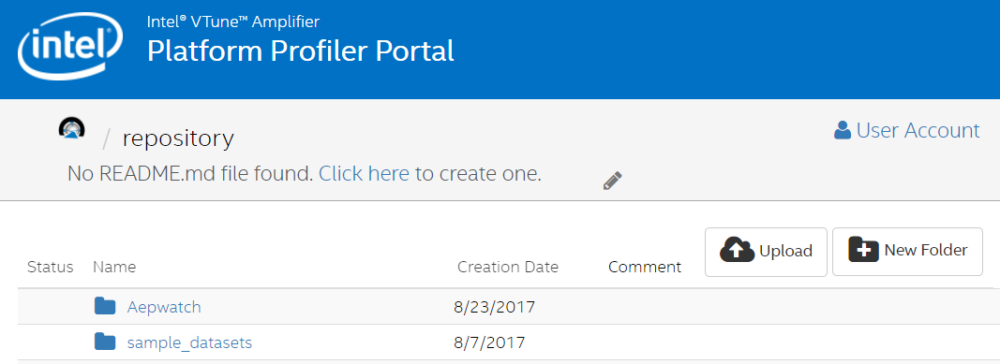 intel®
Intel® VTune™ Amplifier
Platform Profiler Portal
/ repository
User Account
No README.md file found. Click here to create one.
Upload
New Folder
Status Name Creation Date Comment
Aepwatch 8/23/2017
sample_datasets 8/7/2017